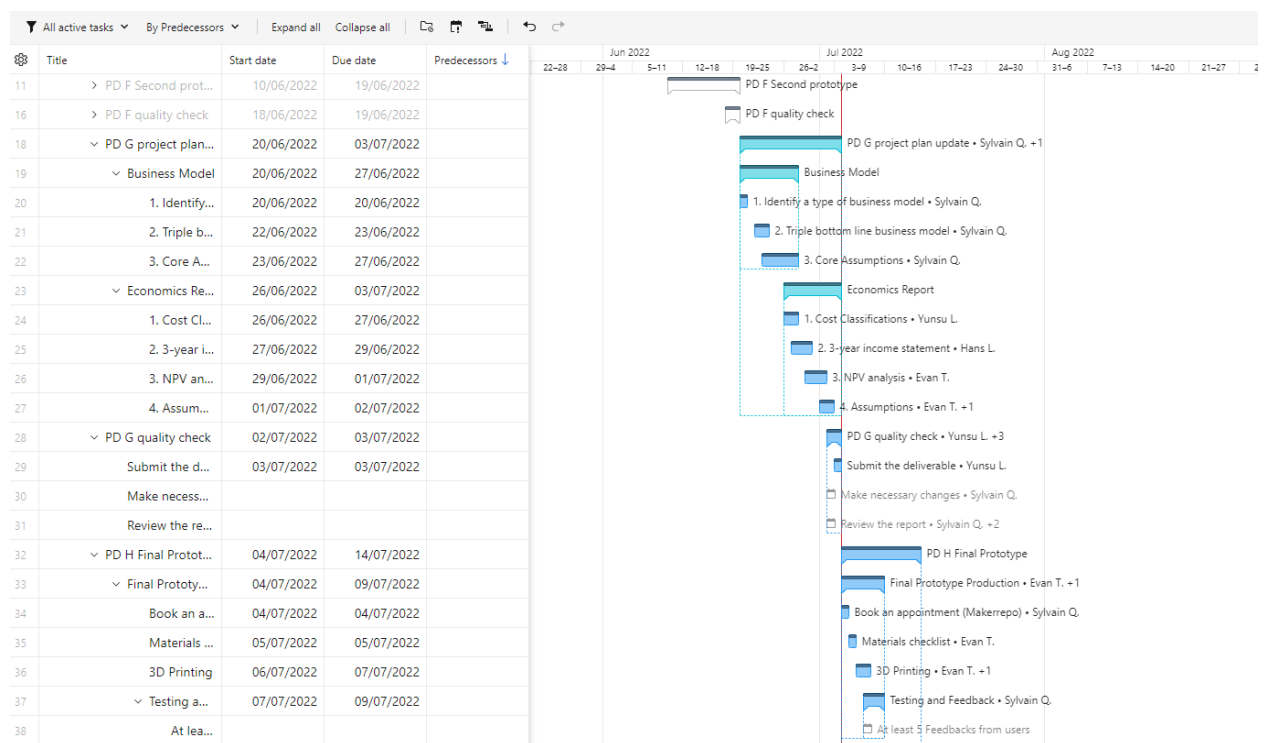 All active tasks By Predecessors Expand all Collapse all
Title Start date Due date Predecessors
Jun 2022 Jul 2022 Aug 2022
22–28 29–4 5–11 12–18 19–25 26–2 3–9 10–16 17–23 24–30 31–6 7–13 14–20 21–27 2
11 PD F Second prot... 10/06/2022 19/06/2022 PD F Second prototype
16 PD F quality check 18/06/2022 19/06/2022 PD F quality check
18 PD G project plan... 20/06/2022 03/07/2022 PD G project plan update • Sylvain Q. +1
19 Business Model 20/06/2022 27/06/2022 Business Model
20 1. Identify... 20/06/2022 20/06/2022 1. Identify a type of business model • Sylvain Q.
21 2. Triple b... 22/06/2022 23/06/2022 2. Triple bottom line business model • Sylvain Q.
22 3. Core A... 23/06/2022 27/06/2022 3. Core Assumptions • Sylvain Q.
23 Economics Re... 26/06/2022 03/07/2022 Economics Report
24 1. Cost Cl... 26/06/2022 27/06/2022 1. Cost Classifications • Yunsu L.
25 2. 3-year i... 27/06/2022 29/06/2022 2. 3-year income statement • Hans L.
26 3. NPV an... 29/06/2022 01/07/2022 3. NPV analysis • Evan T.
27 4. Assum... 01/07/2022 02/07/2022 4. Assumptions • Evan T. +1
28 PD G quality check 02/07/2022 03/07/2022 PD G quality check • Yunsu L. +3
29 Submit the d... 03/07/2022 03/07/2022 Submit the deliverable • Yunsu L.
30 Make necess... Make necessary changes • Sylvain Q.
31 Review the re... Review the report • Sylvain Q. +2
32 PD H Final Protot... 04/07/2022 14/07/2022 PD H Final Prototype
33 Final Prototy... 04/07/2022 09/07/2022 Final Prototype Production • Evan T. +1
34 Book an a... 04/07/2022 04/07/2022 Book an appointment (Makerrepo) • Sylvain Q.
35 Materials ... 05/07/2022 05/07/2022 Materials checklist • Evan T.
36 3D Printing 06/07/2022 07/07/2022 3D Printing • Evan T. +1
37 Testing a... 07/07/2022 09/07/2022 Testing and Feedback • Sylvain Q.
38 At lea... At least 5 Feedbacks from users